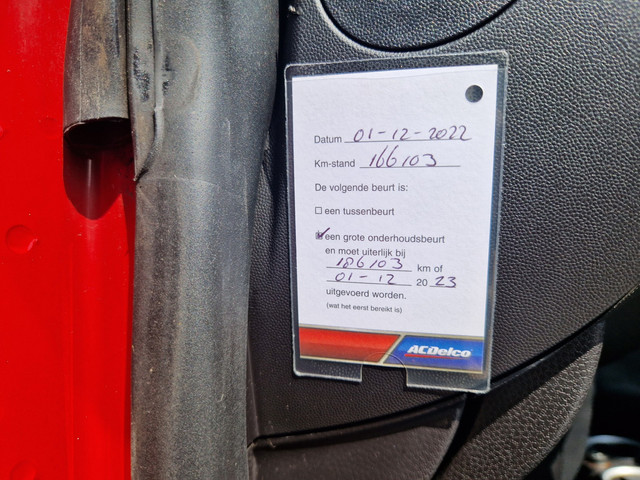 Datum 01-12-2022
Km-stand 166103
De volgende beurt is:
een tussenbeurt
een grote onderhoudsbeurt
en moet uiterlijk bij
186103 km of
01-12 2023
uitgevoerd worden.
(wat het eerst bereikt is)
ACDelco